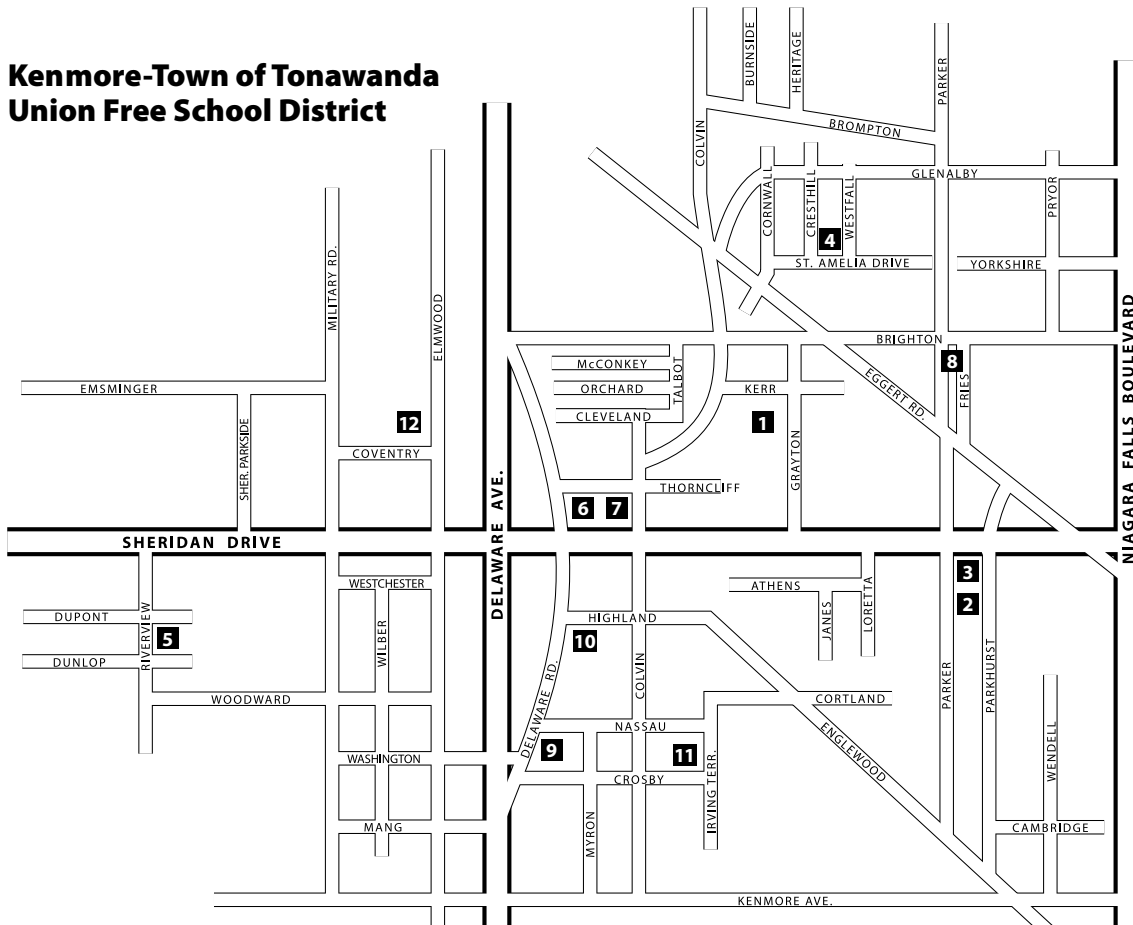 Kenmore-Town of Tonawanda
Union Free School District
BURNSIDE
HERITAGE
PARKER
COLVIN
BROMPTON
GLENALBY
CORNWALL
CRESTHILL
WESTFALL
PRYOR
4
ST. AMELIA DRIVE
YORKSHIRE
MILITARY RD.
ELMWOOD
NIAGARA FALLS BOULEVARD
BRIGHTON
McCONKEY
TALBOT
8
EMSMINGER
ORCHARD
KERR
EGGERT RD.
FRIES
CLEVELAND
12
1
COVENTRY
SHER. PARKSIDE
GRAYTON
THORNCLIFF
DELAWARE AVE.
6
7
SHERIDAN DRIVE
WESTCHESTER
ATHENS
3
LORETTA
2
DUPONT
RIVERVIEW
HIGHLAND
JANES
5
WILBER
10
DUNLOP
COLVIN
PARKER
PARKHURST
WOODWARD
DELAWARE RD.
CORTLAND
NASSAU
ENGLEWOOD
9
11
WASHINGTON
WENDELL
CROSBY
IRVING TERR.
MANG
MYRON
CAMBRIDGE
KENMORE AVE.